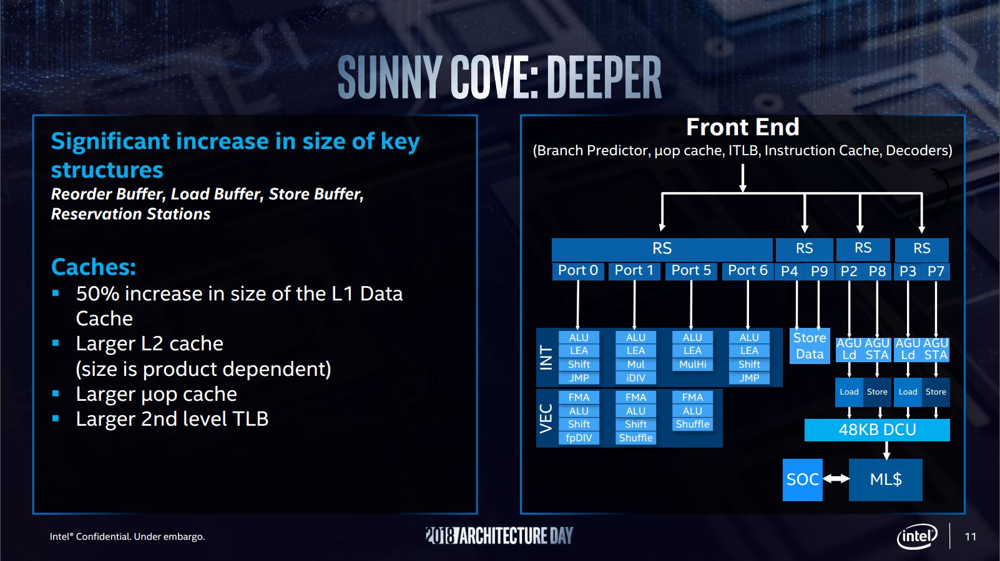 SUNNY COVE: DEEPER
Significant increase in size of key
structures
Reorder Buffer, Load Buffer, Store Buffer,
Reservation Stations
Caches:
▪ 50% increase in size of the L1 Data
Cache
▪ Larger L2 cache
(size is product dependent)
▪ Larger μop cache
▪ Larger 2nd level TLB
Front End
(Branch Predictor, μop cache, ITLB, Instruction Cache, Decoders)
RS RS RS RS
Port 0 Port 1 Port 5 Port 6 P4 P9 P2 P8 P3 P7
INT
ALU ALU ALU ALU
LEA LEA LEA LEA
Shift Mul MulHi Shift
JMP iDIV JMP
Store
Data
AGU AGU AGU AGU
Ld STA Ld STA
Load Store Load Store
VEC
FMA FMA FMA
ALU ALU ALU
Shift Shift Shuffle
fpDIV Shuffle
48KB DCU
SOC ML$
Intel® Confidential. Under embargo.
2018 ARCHITECTURE DAY
intel
11